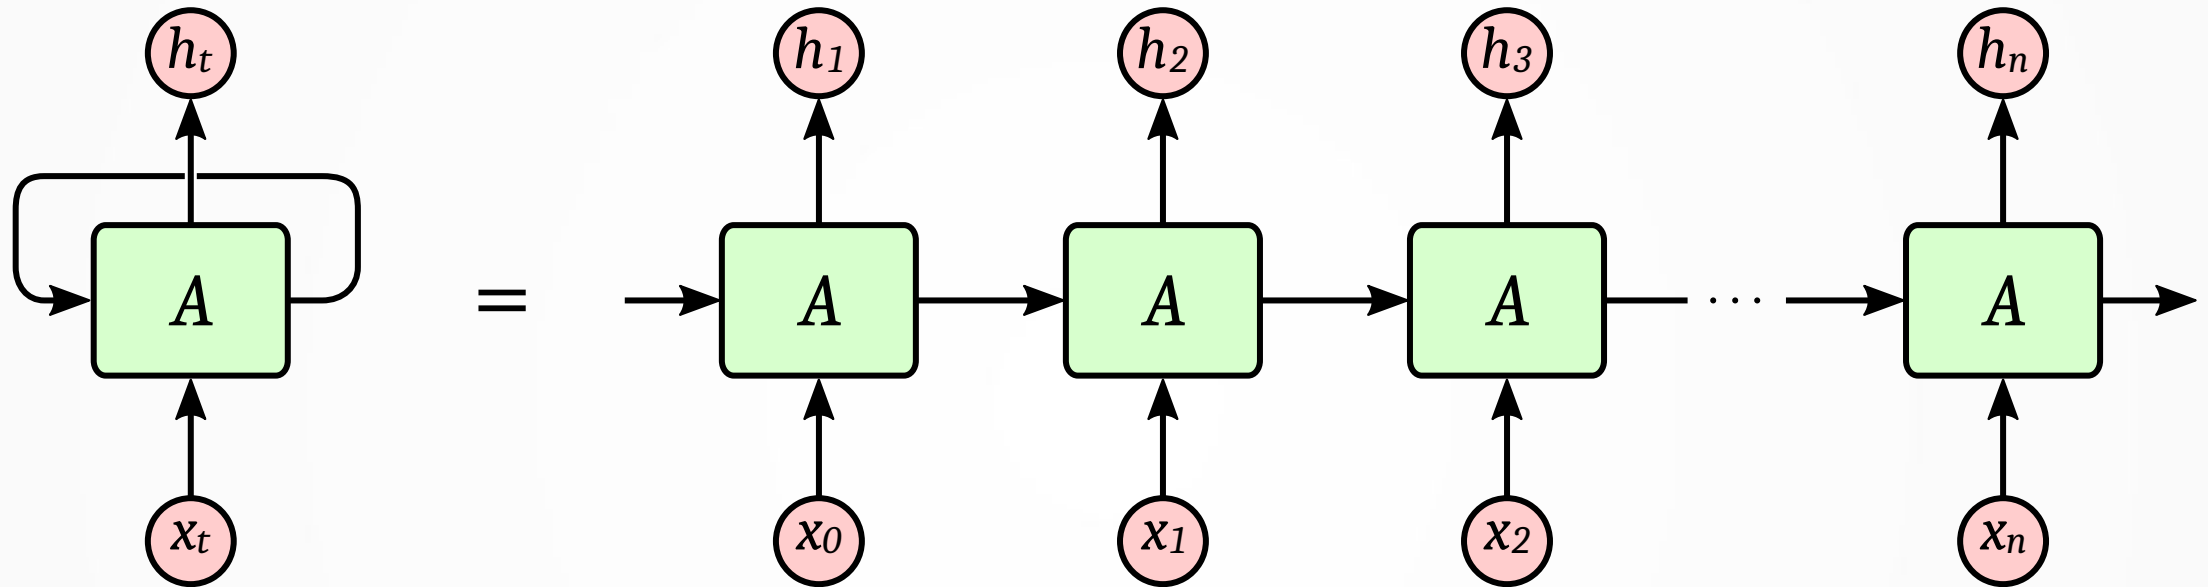 ht h1 h2 h3 hn
A = A A A ... A
xt x0 x1 x2 xn